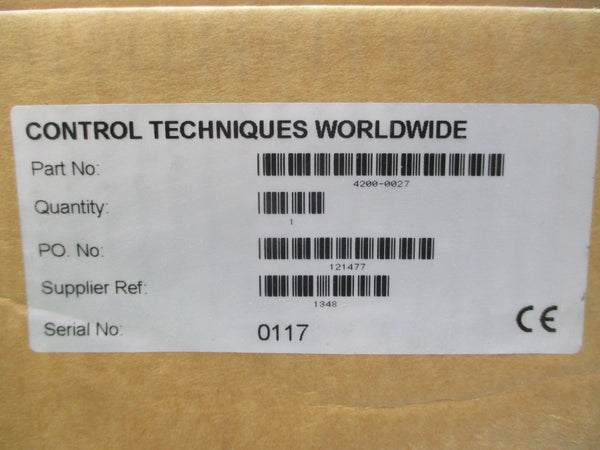 CONTROL TECHNIQUES WORLDWIDE
Part No:
4200-0027
Quantity:
1
PO. No:
121477
Supplier Ref:
1348
Serial No: 0117
CE